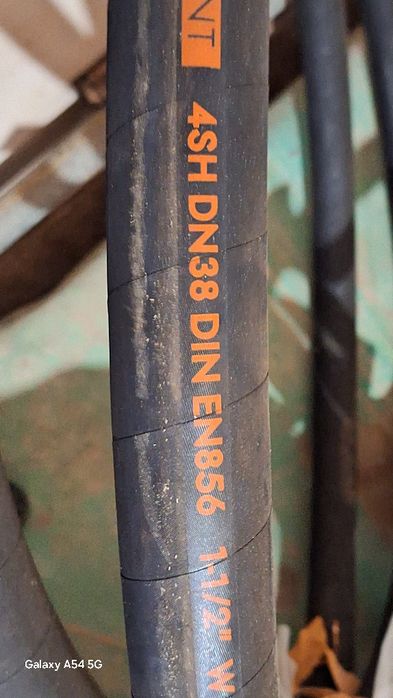 NT 4SH DN38 DIN EN856 1-1/2" W
Galaxy A54 5G